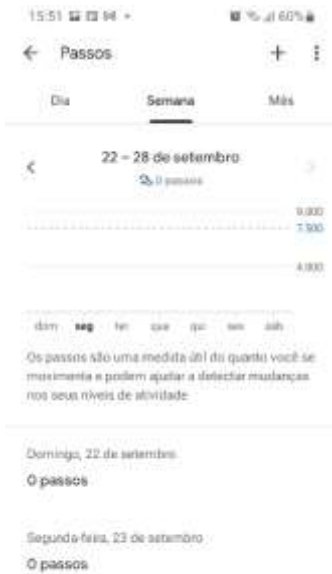 15:51
60%
Passos
Dia Semana Mês
22 – 28 de setembro
0 passos
9.000
7.500
4.000
dom seg ter qua qui sex sáb
Os passos são uma medida útil do quanto você se
movimenta e podem ajudar a detectar mudanças
nos seus níveis de atividade
Domingo, 22 de setembro
0 passos
Segunda-feira, 23 de setembro
0 passos